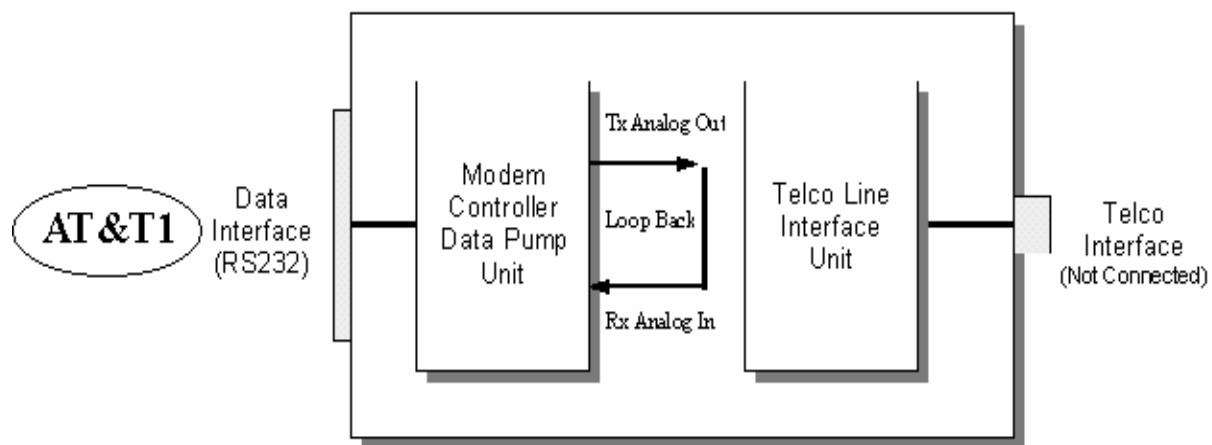 AT&T1
Data
Interface
(RS232)
Modem
Controller
Data Pump
Unit
Tx Analog Out
Loop Back
Rx Analog In
Telco Line
Interface
Unit
Telco
Interface
(Not Connected)